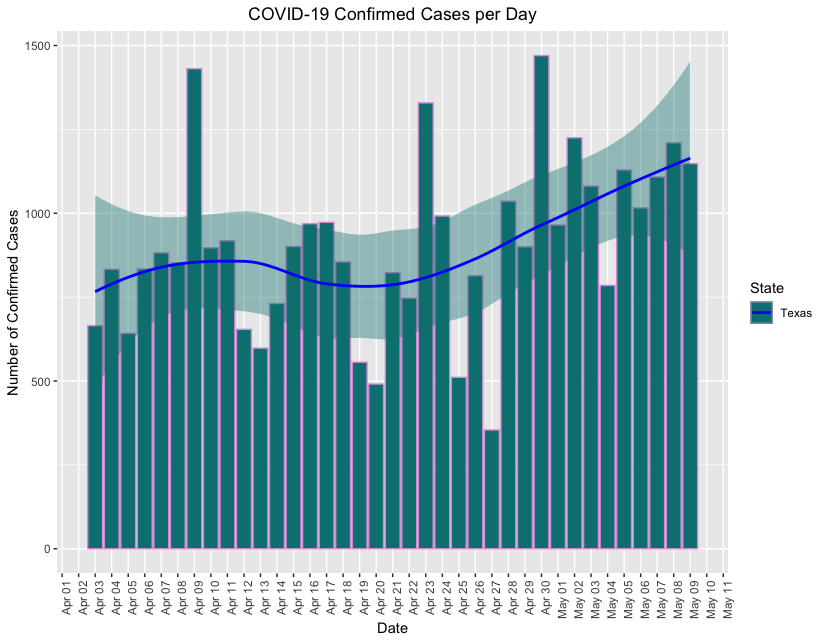 COVID-19 Confirmed Cases per Day
Number of Confirmed Cases
1500
1000
500
0
Apr 01
Apr 02
Apr 03
Apr 04
Apr 05
Apr 06
Apr 07
Apr 08
Apr 09
Apr 10
Apr 11
Apr 12
Apr 13
Apr 14
Apr 15
Apr 16
Apr 17
Apr 18
Apr 19
Apr 20
Apr 21
Apr 22
Apr 23
Apr 24
Apr 25
Apr 26
Apr 27
Apr 28
Apr 29
Apr 30
May 01
May 02
May 03
May 04
May 05
May 06
May 07
May 08
May 09
May 10
May 11
Date
State
Texas